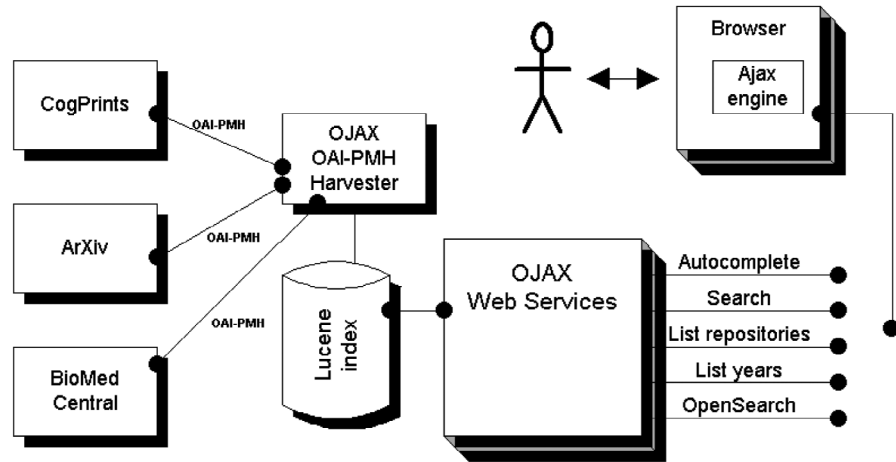 Browser
Ajax
engine
CogPrints
OAI-PMH
OJAX
OAI-PMH
Harvester
ArXiv
OAI-PMH
OJAX
Web Services
Autocomplete
Search
List repositories
List years
OpenSearch
Lucene
index
OAI-PMH
BioMed
Central